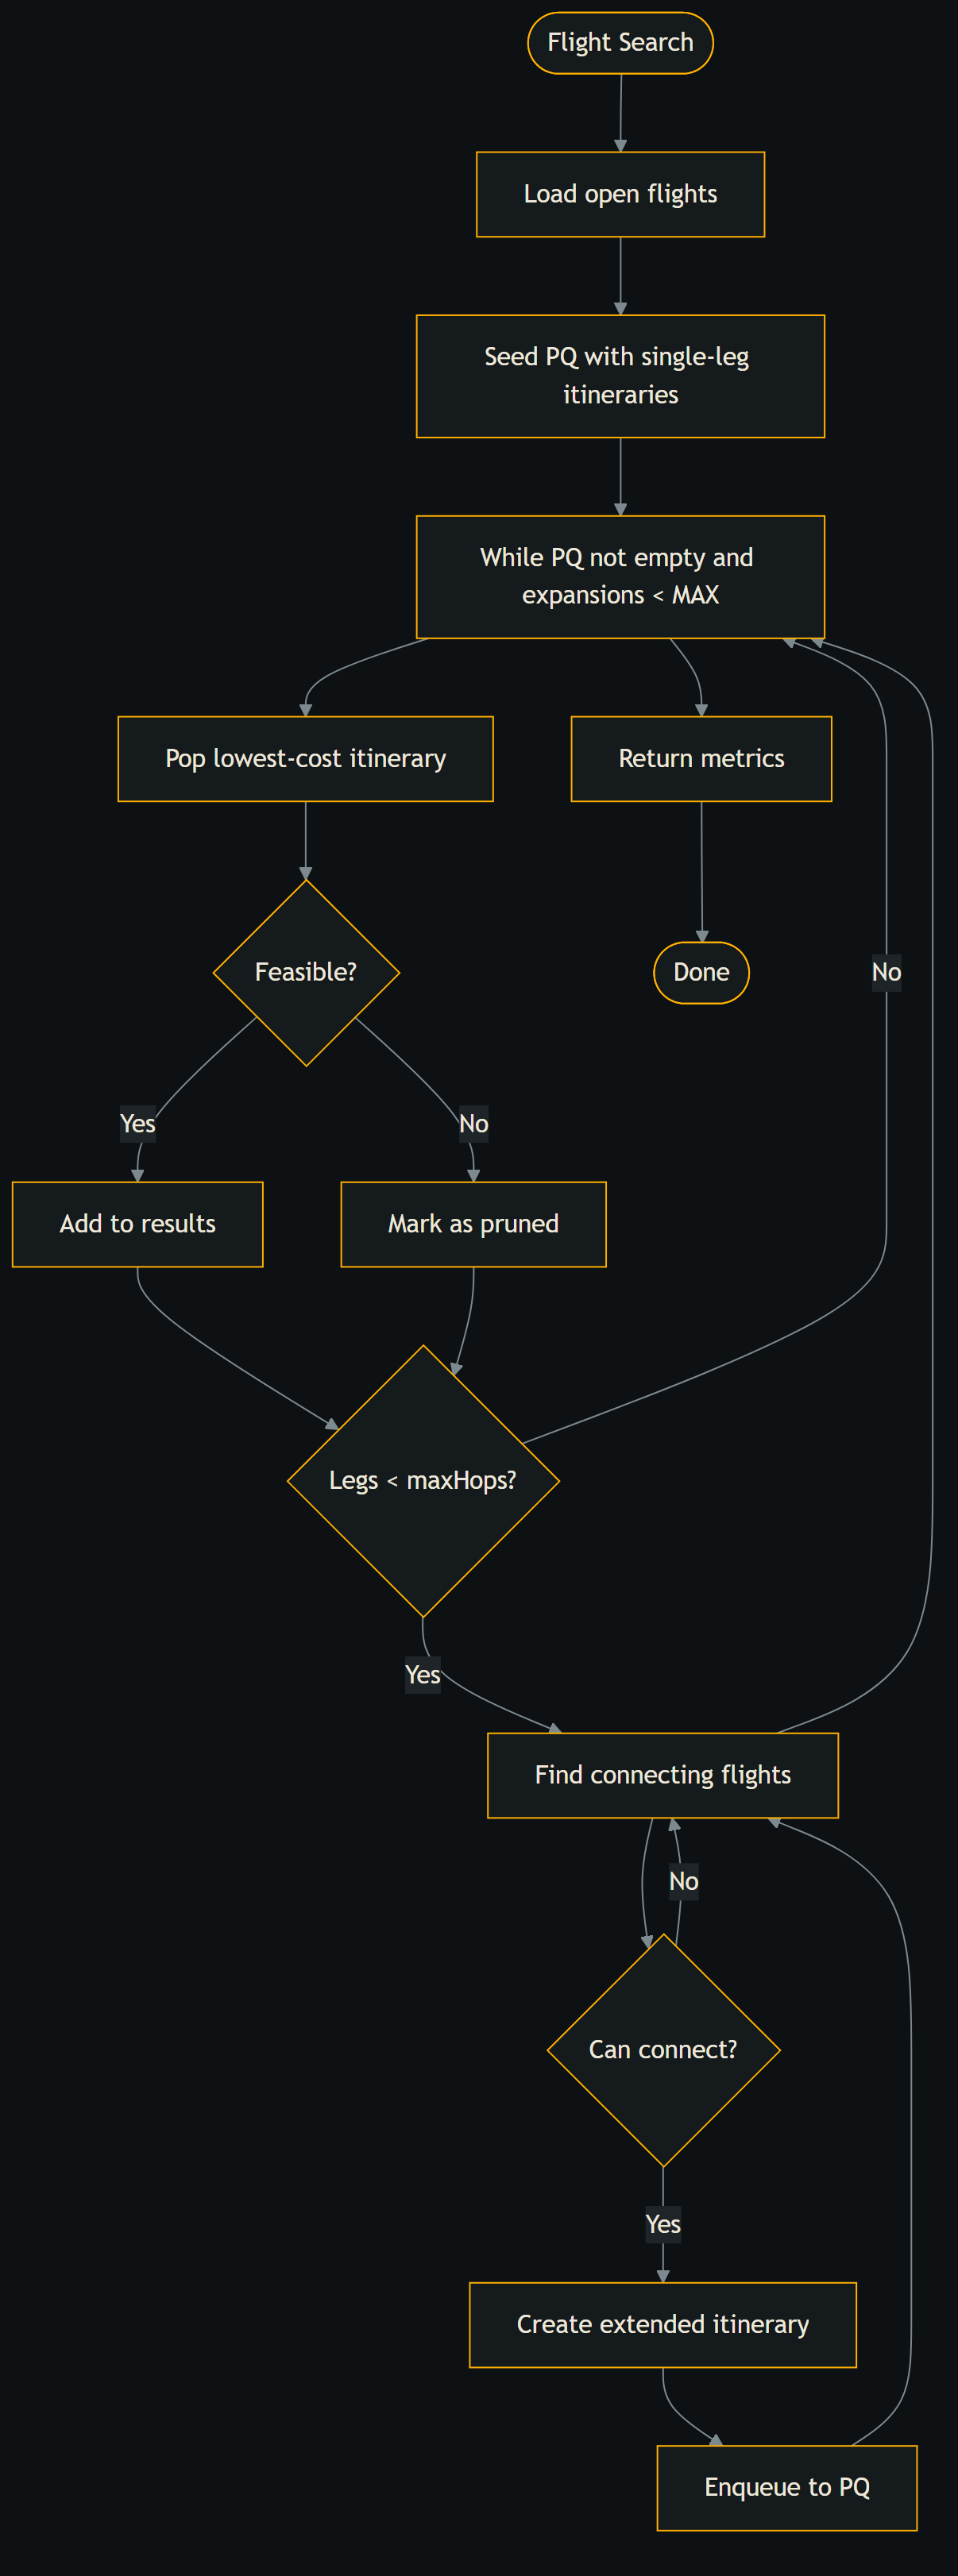 Flight Search
Load open flights
Seed PQ with single-leg
itineraries
While PQ not empty and
expansions < MAX
Pop lowest-cost itinerary
Return metrics
Feasible?
Done
No
Yes
No
Add to results
Mark as pruned
Legs < maxHops?
Yes
Find connecting flights
No
Can connect?
Yes
Create extended itinerary
Enqueue to PQ